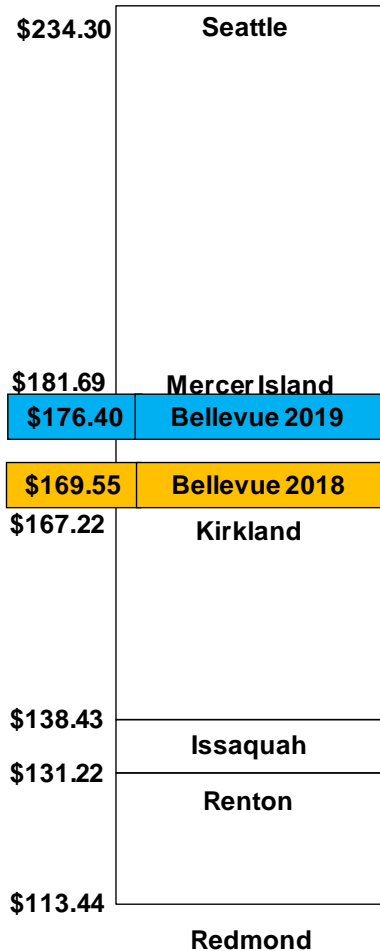 $234.30 Seattle
$181.69 Mercer Island
$176.40 Bellevue 2019
$169.55 Bellevue 2018
$167.22 Kirkland
$138.43
Issaquah
$131.22
Renton
$113.44
Redmond